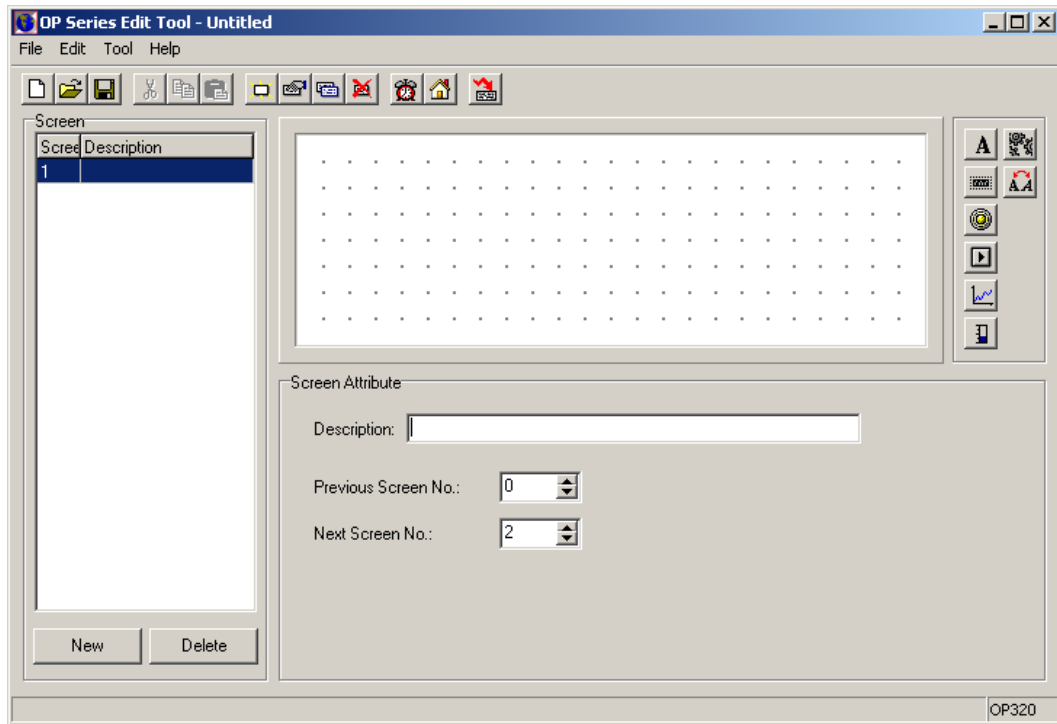 OP Series Edit Tool - Untitled
File Edit Tool Help
Screen
Scree Description
1
A
A A
Screen Attribute
Description:
Previous Screen No.: 0
Next Screen No.: 2
New Delete
OP320